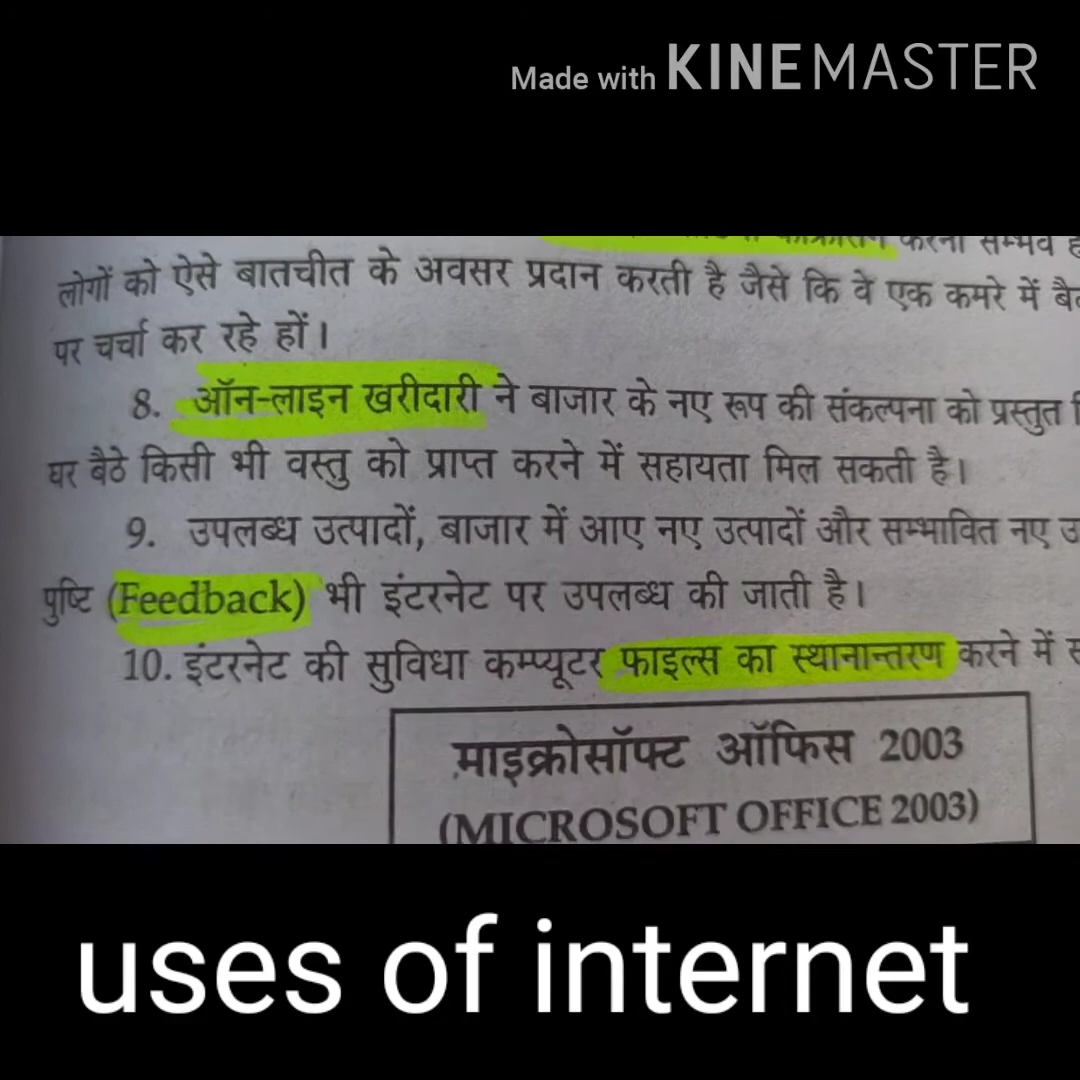 Made with KINEMASTER
करना सम्भव
लोगों को ऐसे बातचीत के अवसर प्रदान करती है जैसे कि वे एक कमरे में
पर चर्चा कर रहे हों।
8. ऑन-लाइन खरीदारी ने बाजार के नए रूप की संकल्पना को प्रस्तुत
घर बैठे किसी भी वस्तु को प्राप्त करने में सहायता मिल सकती है।
9. उपलब्ध उत्पादों, बाजार में आए नए उत्पादों और सम्भावित नए
पुष्टि (Feedback) भी इंटरनेट पर उपलब्ध की जाती है।
10. इंटरनेट की सुविधा कम्प्यूटर फाइल्स का स्थानान्तरण करने में
माइक्रोसॉफ्ट ऑफिस 2003
(MICROSOFT OFFICE 2003)
uses of internet